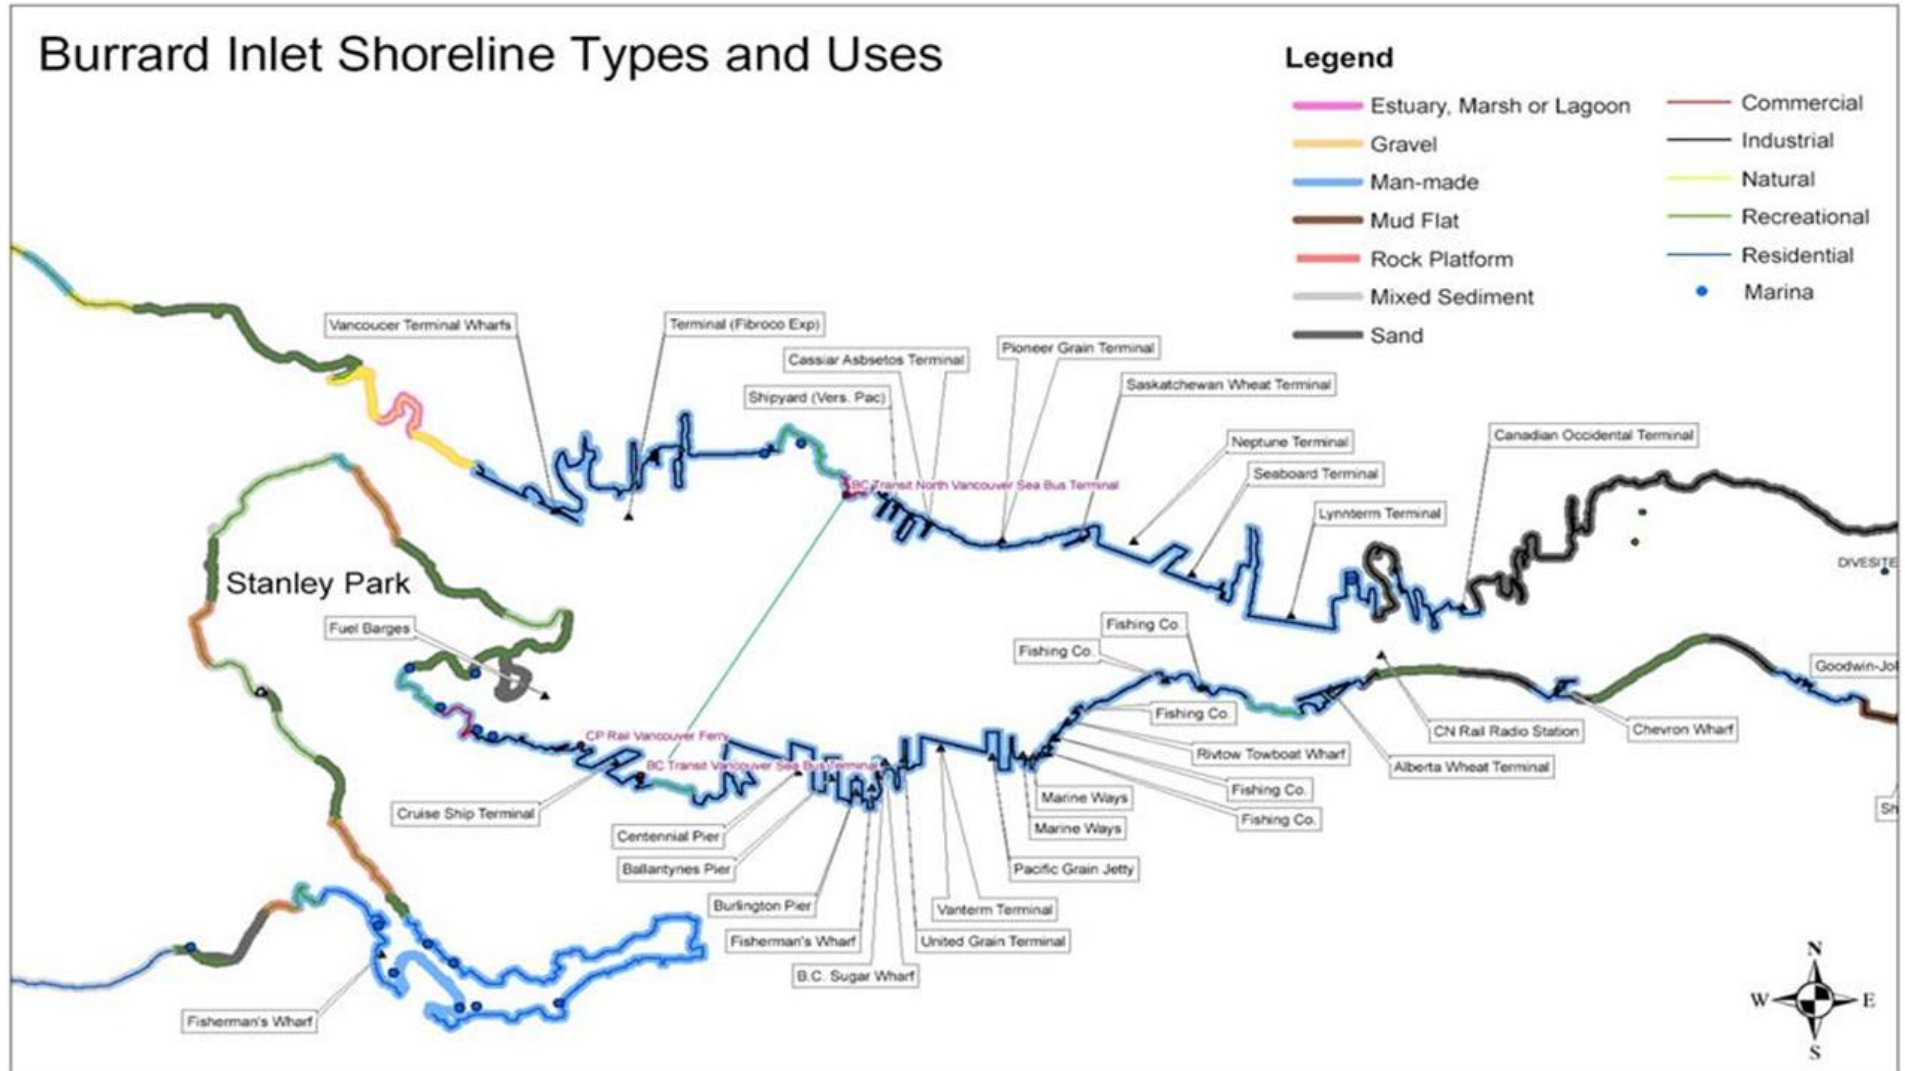 Burrard Inlet Shoreline Types and Uses
Legend
Estuary, Marsh or Lagoon
Gravel
Man-made
Mud Flat
Rock Platform
Mixed Sediment
Sand
Commercial
Industrial
Natural
Recreational
Residential
Marina
Vancoucer Terminal Wharfs
Terminal (Fibroco Exp)
Cassiar Asbsetos Terminal
Pioneer Grain Terminal
Shipyard (Vers. Pac)
Saskatchewan Wheat Terminal
Neptune Terminal
Canadian Occidental Terminal
Seaboard Terminal
BC Transit North Vancouver Sea Bus Terminal
Lynnterm Terminal
DIVESITE
Stanley Park
Fuel Barges
Fishing Co.
Fishing Co.
Goodwin-Jo
Fishing Co.
CN Rail Radio Station
Chevron Wharf
CP Rail Vancouver Ferry
Rivtow Towboat Wharf
BC Transit Vancouver Sea Bus Terminal
Alberta Wheat Terminal
Fishing Co.
Marine Ways
Cruise Ship Terminal
Fishing Co.
Sh
Marine Ways
Centennial Pier
Ballantynes Pier
Pacific Grain Jetty
Burlington Pier
Vanterm Terminal
Fisherman's Wharf
United Grain Terminal
B.C. Sugar Wharf
Fisherman's Wharf
N
W
E
S